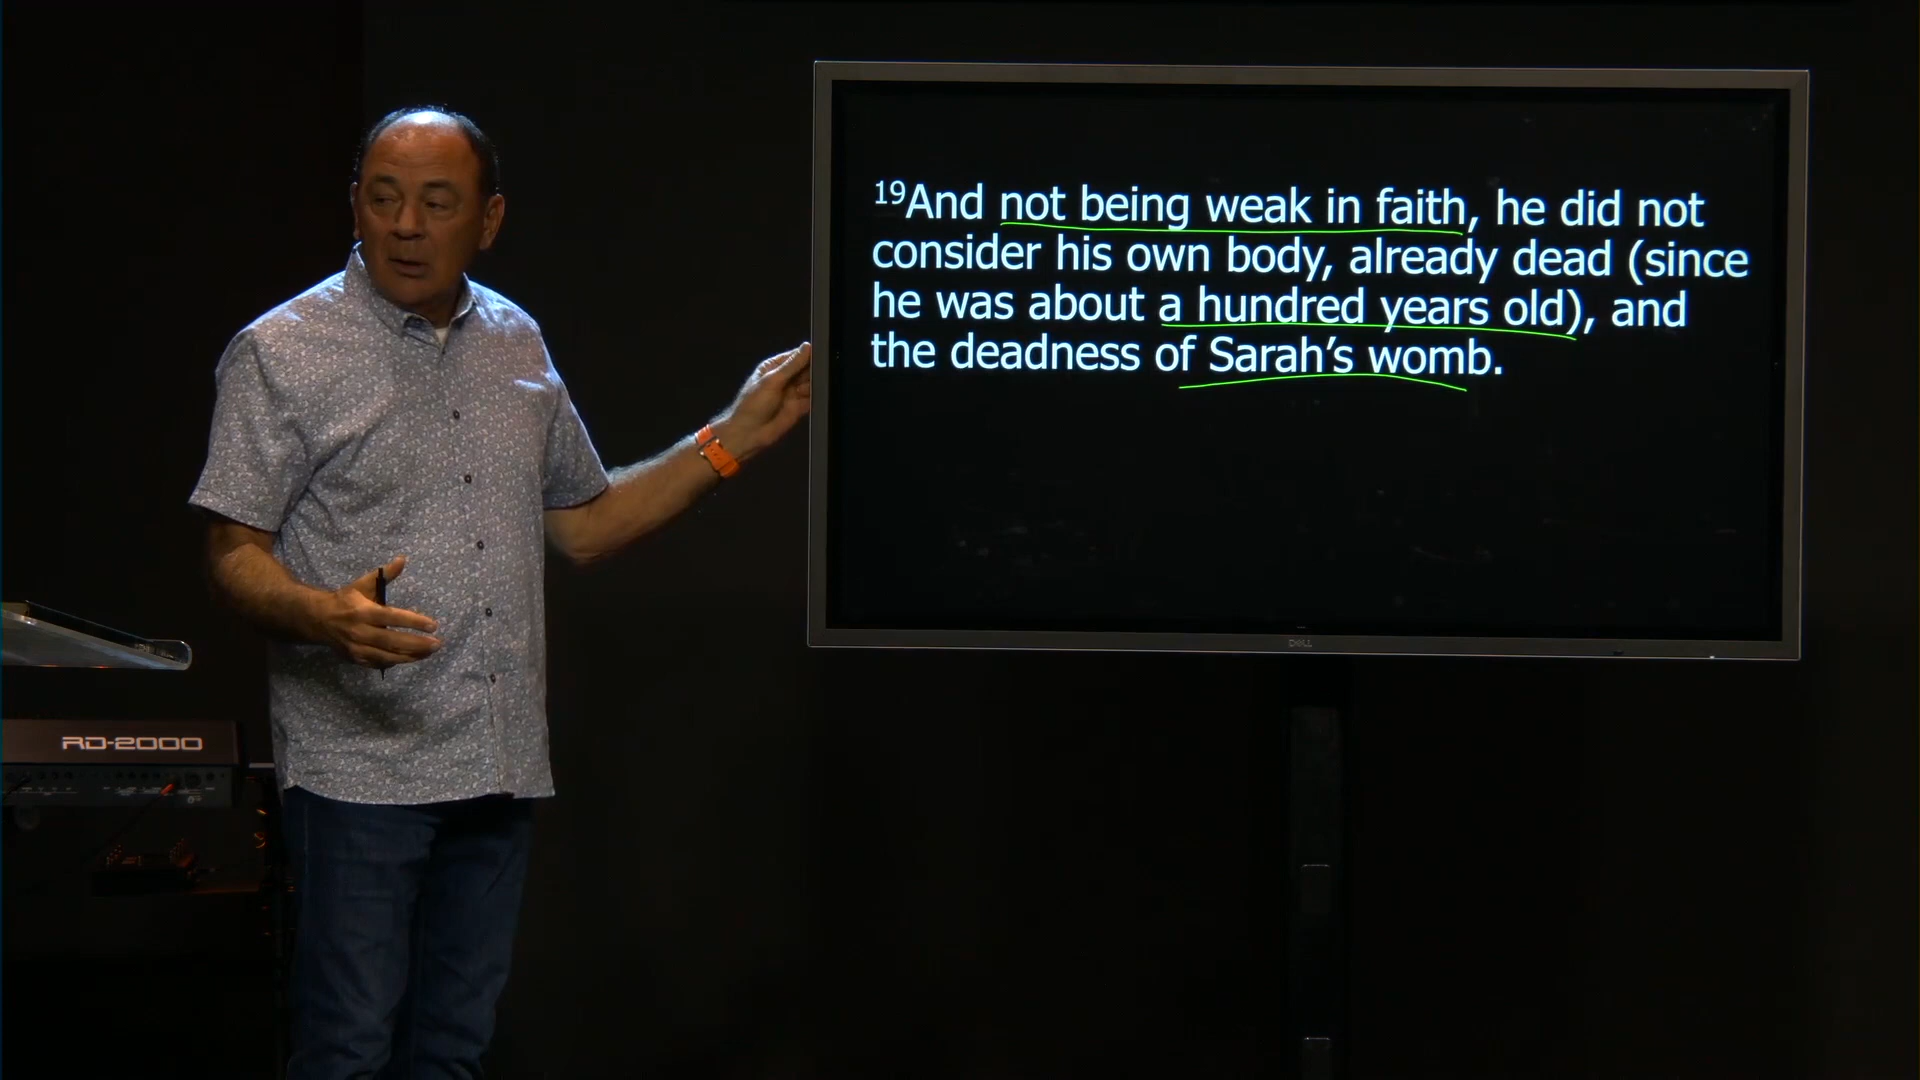 19And not being weak in faith, he did not
consider his own body, already dead (since
he was about a hundred years old), and
the deadness of Sarah’s womb.
DELL
RD-2000